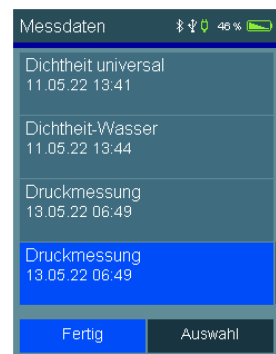 Messdaten 46 %
Dichtheit universal
11.05.22 13:41
Dichtheit-Wasser
11.05.22 13:44
Druckmessung
13.05.22 06:49
Druckmessung
13.05.22 06:49
Fertig Auswahl